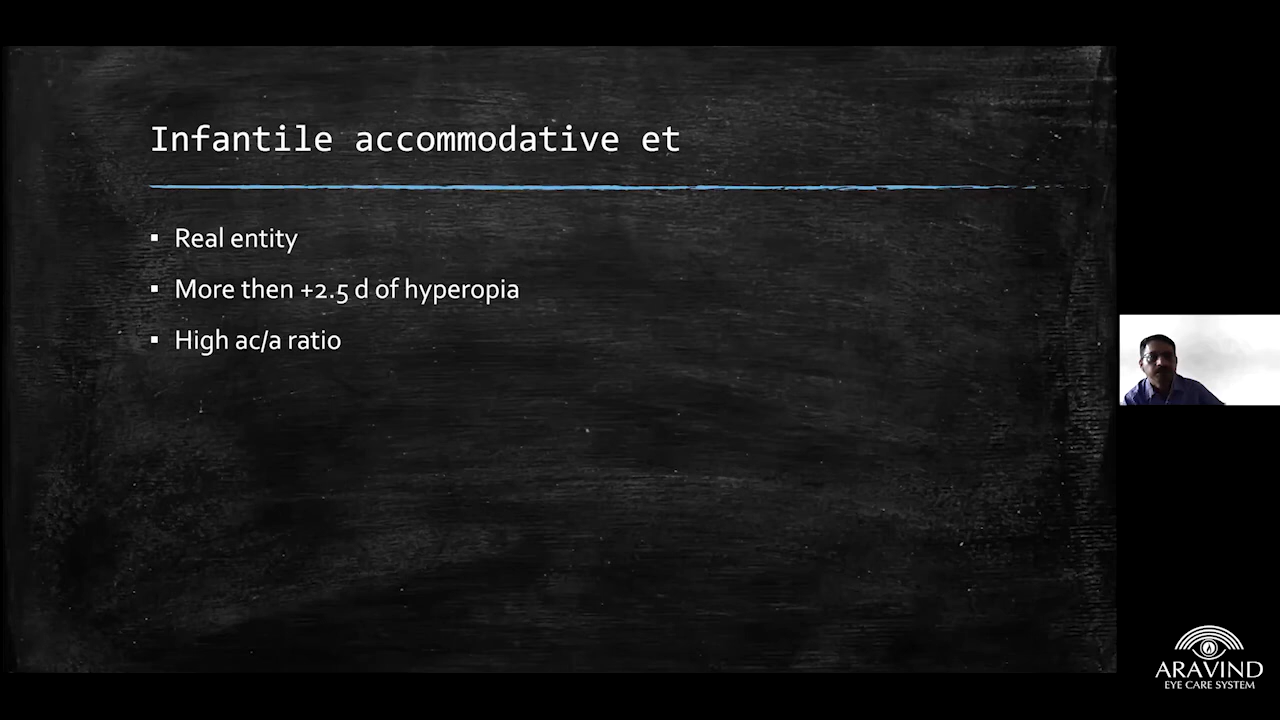 Infantile accommodative et
▪ Real entity
▪ More then +2.5 d of hyperopia
▪ High ac/a ratio
ARAVIND
EYE CARE SYSTEM